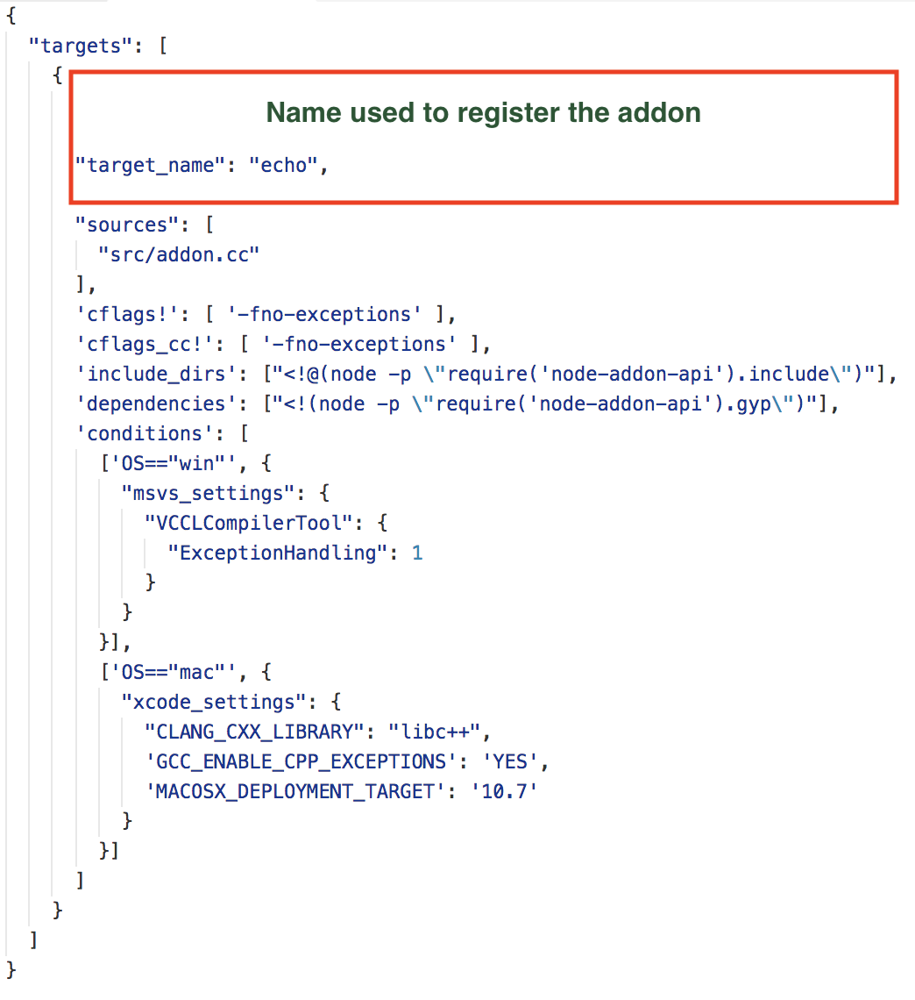 {
  "targets": [
    {
Name used to register the addon
      "target_name": "echo",
      "sources": [
        "src/addon.cc"
      ],
      'cflags!': [ '-fno-exceptions' ],
      'cflags_cc!': [ '-fno-exceptions' ],
      'include_dirs': ["<!@(node -p \"require('node-addon-api').include\")"],
      'dependencies': ["<!(node -p \"require('node-addon-api').gyp\")"],
      'conditions': [
        ['OS=="win"', {
          "msvs_settings": {
            "VCCLCompilerTool": {
              "ExceptionHandling": 1
            }
          }
        }],
        ['OS=="mac"', {
          "xcode_settings": {
            "CLANG_CXX_LIBRARY": "libc++",
            'GCC_ENABLE_CPP_EXCEPTIONS': 'YES',
            'MACOSX_DEPLOYMENT_TARGET': '10.7'
          }
        }]
      ]
    }
  ]
}